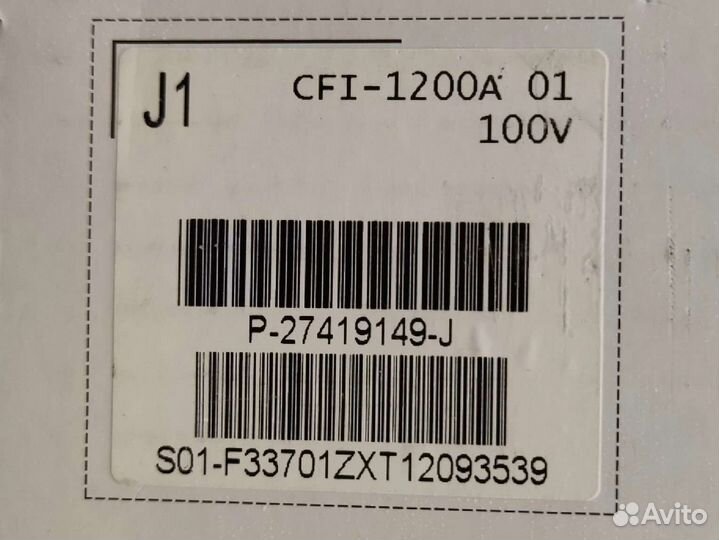 J1
CFI-1200A 01
100V
P-27419149-J
S01-F33701ZXT12093539
Avito